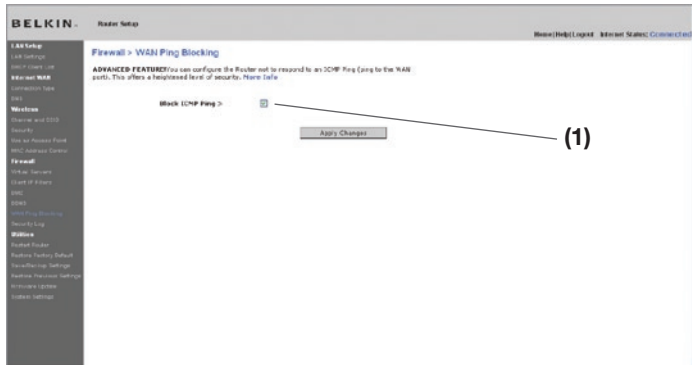 BELKIN. Router Setup
Home|Help|Logout Internet Status: Connected
LAN Setup
LAN Settings
DHCP Client List
Internet WAN
Connection Type
DNS
Wireless
Channel and SSID
Security
Use as Access Point
MAC Address Control
Firewall
Virtual Servers
Client IP Filters
DMZ
DDNS
WAN Ping Blocking
Security Log
Utilities
Restart Router
Restore Factory Default
Save/Backup Settings
Restore Previous Settings
Firmware Update
System Settings
Firewall > WAN Ping Blocking
ADVANCED FEATURE! You can configure the Router not to respond to an ICMP Ping (ping to the WAN
port). This offers a heightened level of security. More Info
Block ICMP Ping >
Apply Changes
(1)